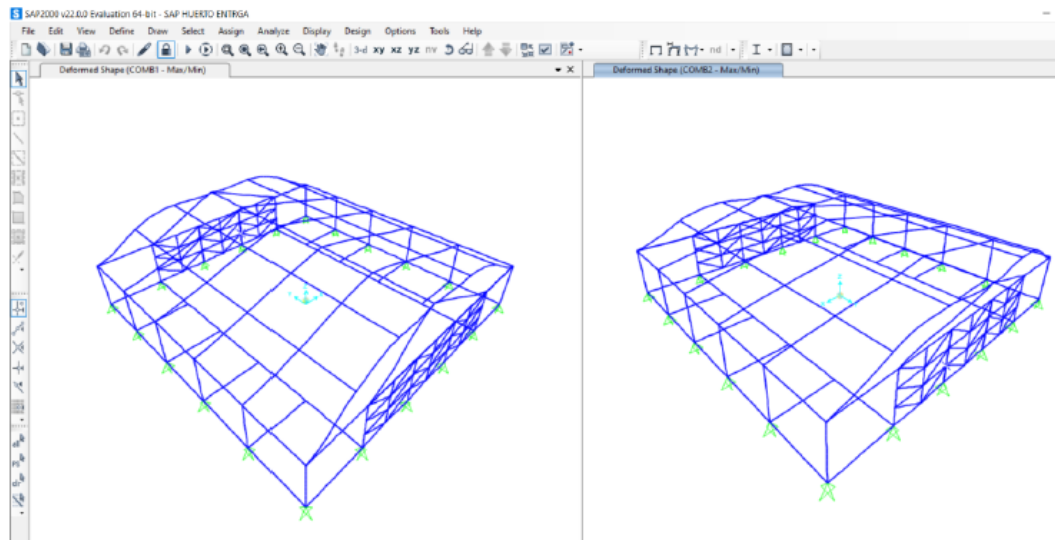 SAP2000 v22.0.0 Evaluation 64-bit - SAP HUERTO ENTRGA
File Edit View Define Draw Select Assign Analyze Display Design Options Tools Help
3-d xy xz yz nv nd
Deformed Shape (COMB1 - Max/Min)
Deformed Shape (COMB2 - Max/Min)